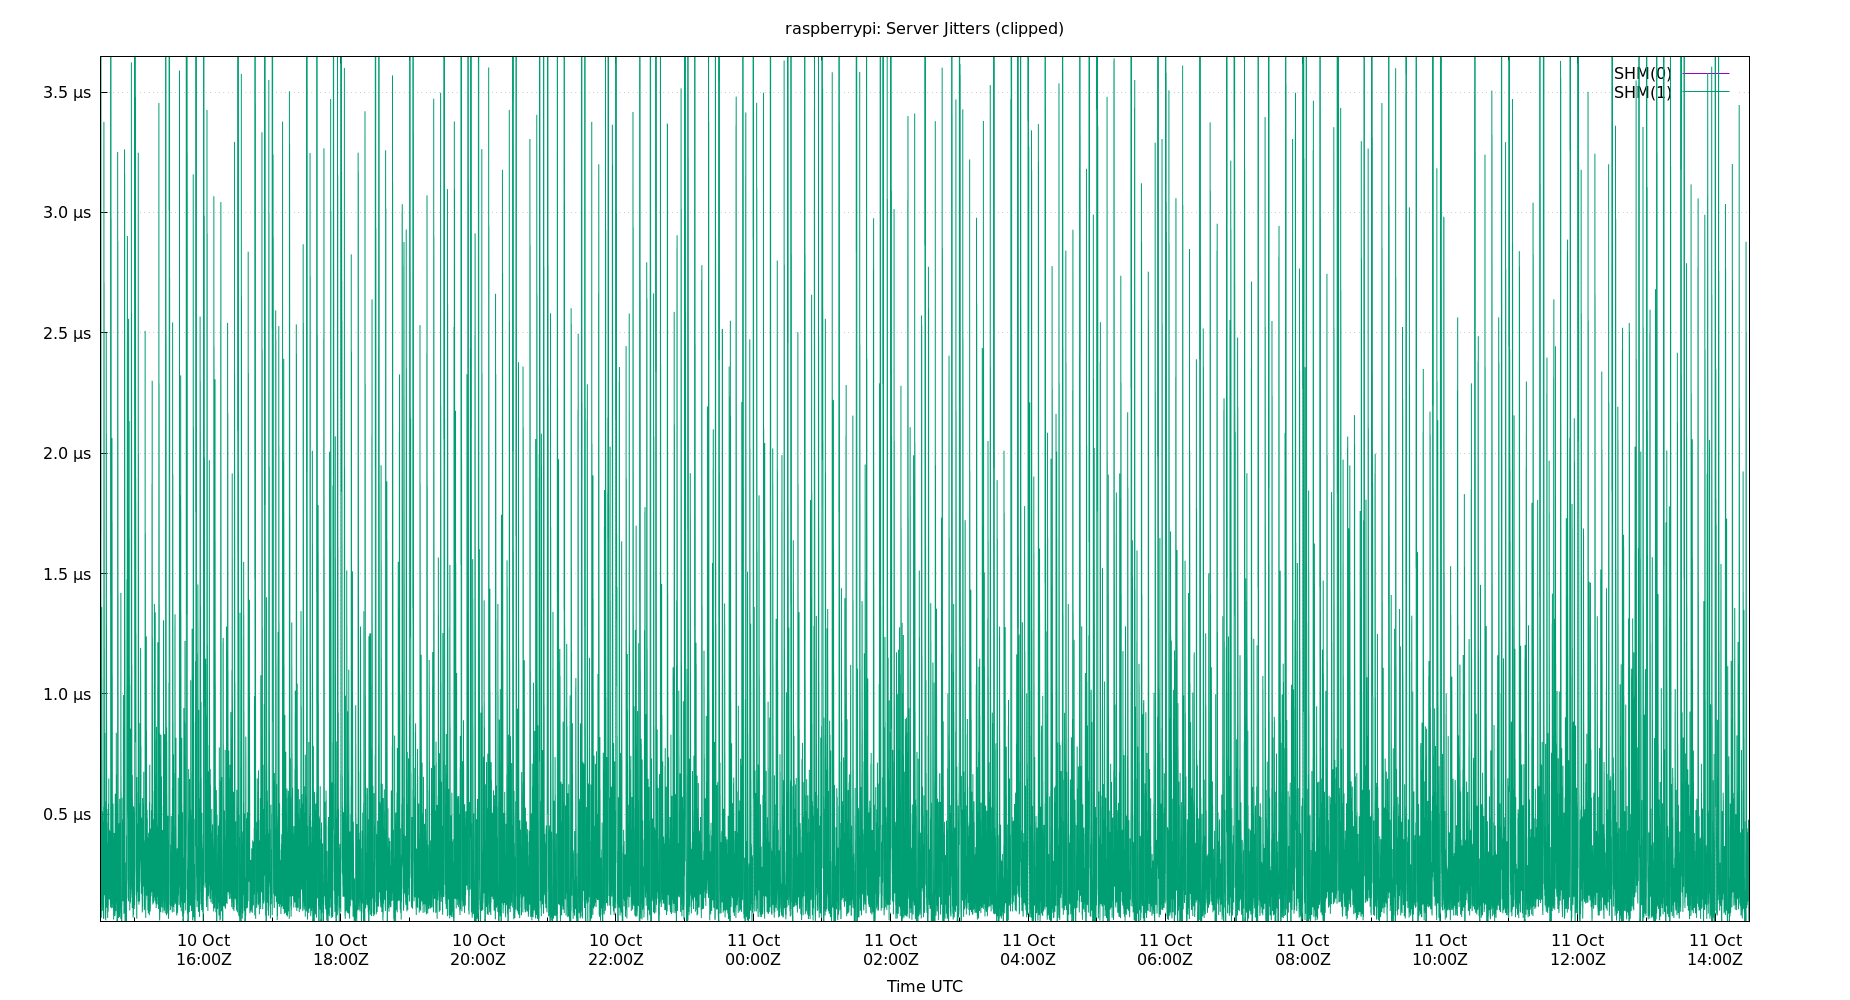 raspberrypi: Server Jitters (clipped)
SHM(0)
SHM(1)
3.5 µs
3.0 µs
2.5 µs
2.0 µs
1.5 µs
1.0 µs
0.5 µs
10 Oct 10 Oct 10 Oct 10 Oct 11 Oct 11 Oct 11 Oct 11 Oct 11 Oct 11 Oct 11 Oct 11 Oct
16:00Z 18:00Z 20:00Z 22:00Z 00:00Z 02:00Z 04:00Z 06:00Z 08:00Z 10:00Z 12:00Z 14:00Z
Time UTC